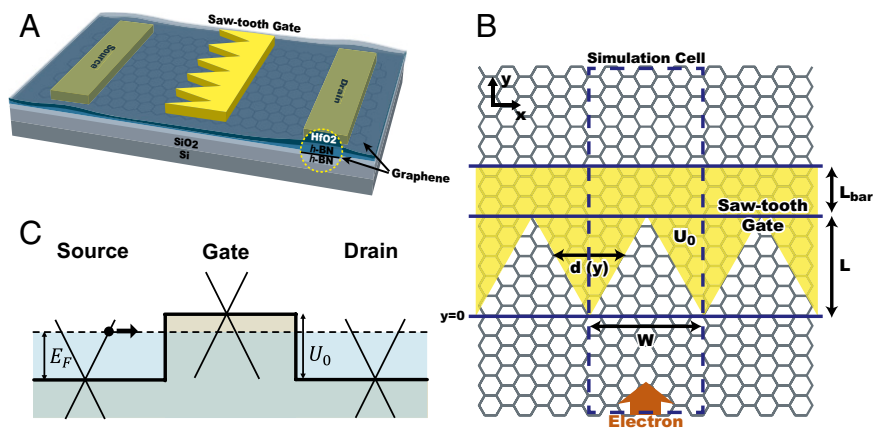 A
Saw-tooth Gate
Source
Drain
HfO2
h-BN
h-BN
SiO2
Si
Graphene
B
Simulation Cell
y
x
L_bar
Saw-tooth
Gate
U_0
d (y)
L
y=0
W
Electron
C
Source Gate Drain
E_F
U_0